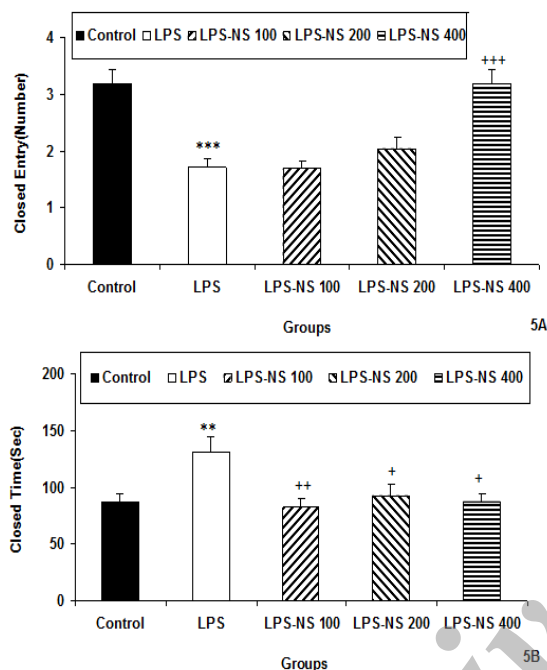 Control LPS LPS-NS 100 LPS-NS 200 LPS-NS 400
4
3
2
1
0
Closed Entry(Number)
***
+++
Control LPS LPS-NS 100 LPS-NS 200 LPS-NS 400
Groups
5A
Control LPS LPS-NS 100 LPS-NS 200 LPS-NS 400
200
150
100
50
0
Closed Time(Sec)
**
++
+
+
Control LPS LPS-NS 100 LPS-NS 200 LPS-NS 400
Groups
5B